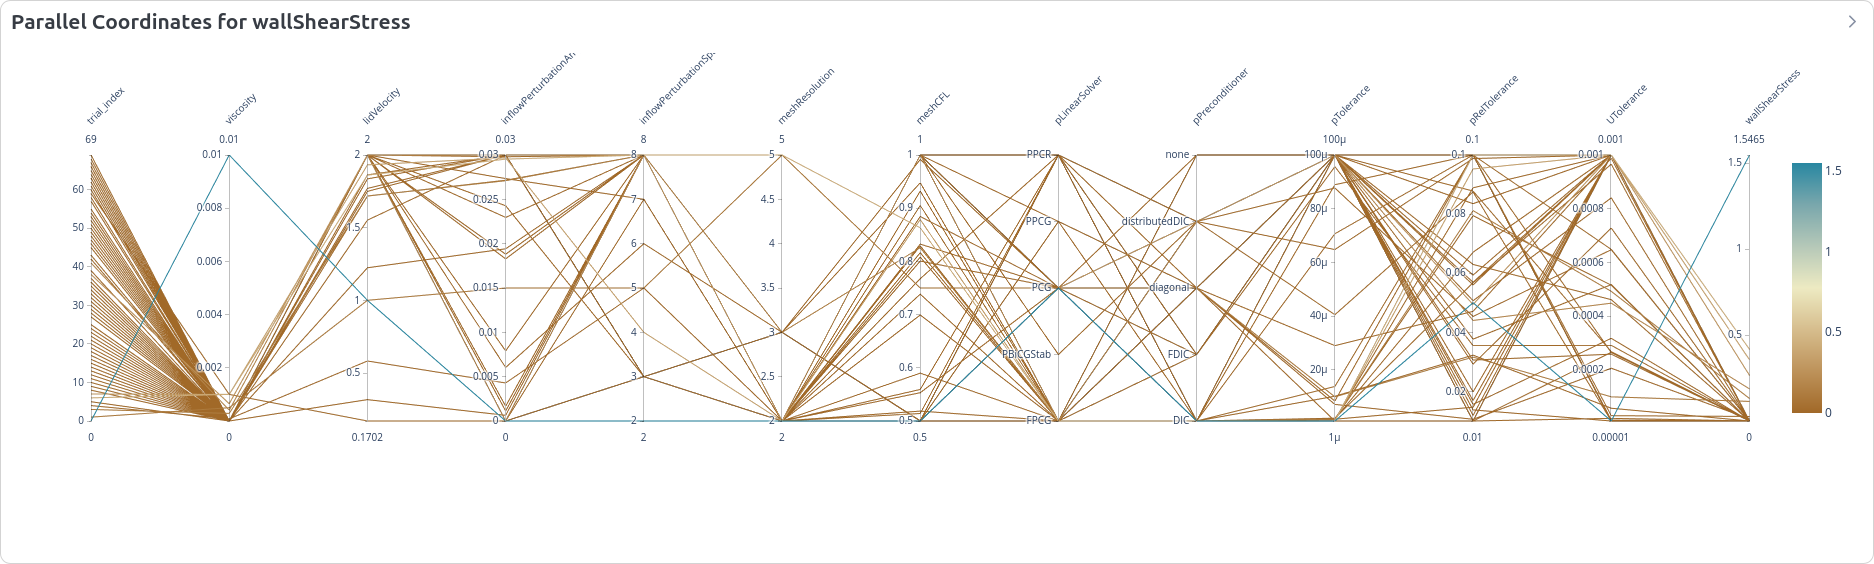 Parallel Coordinates for wallShearStress
trial_index
viscosity
lidVelocity
inflowPerturbationAm
inflowPerturbationSp
meshResolution
meshCFL
pLinearSolver
pPreconditioner
pTolerance
pRelTolerance
UTolerance
wallShearStress
69 0.01 2 0.03 8 5 1 100μ 0.1 0.001 1.5465
0.01 2 0.03 8 5 1 PPCR none 100μ 0.1 0.001 1.5
60 0.008 1.5 0.025 7 4.5 0.9 PPCG distributedDIC 80μ 0.08 0.0008
50 0.006 1 0.02 6 4 0.8 PCG diagonal 60μ 0.06 0.0006 1
40 0.004 0.5 0.015 5 3.5 0.7 PBiCGStab FDIC 40μ 0.04 0.0004 0.5
30 0.002 0.01 4 3 0.6 FPCG DIC 20μ 0.02 0.0002
20 0.005 3 2.5 0.5
10 0 2 2
0
0 0 0.1702 0 2 2 0.5 1μ 0.01 0.00001 0
1.5
1
0.5
0